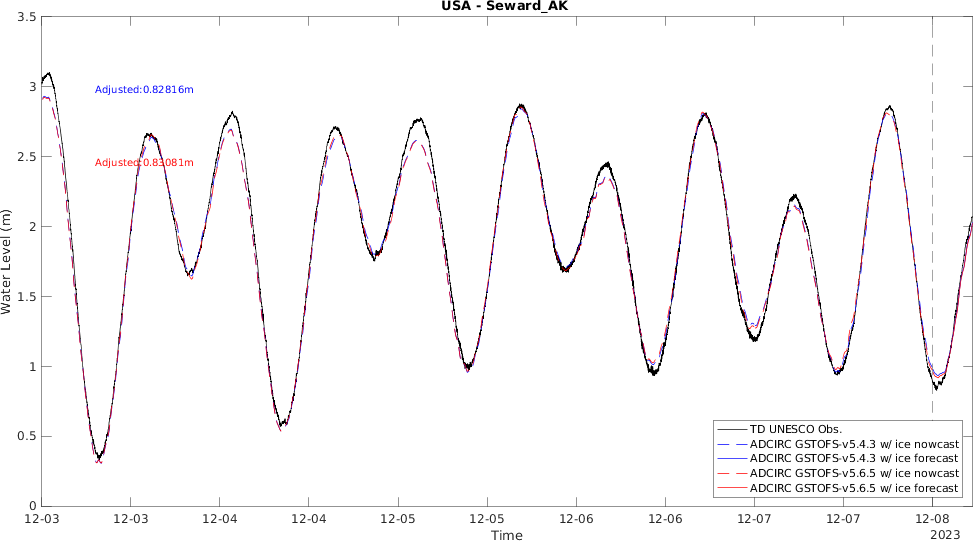 USA - Seward_AK
3.5
3
2.5
2
1.5
1
0.5
0
Water Level (m)
Adjusted:0.82816m
Adjusted:0.83081m
TD UNESCO Obs.
ADCIRC GSTOFS-v5.4.3 w/ ice nowcast
ADCIRC GSTOFS-v5.4.3 w/ ice forecast
ADCIRC GSTOFS-v5.6.5 w/ ice nowcast
ADCIRC GSTOFS-v5.6.5 w/ ice forecast
12-03 12-03 12-04 12-04 12-05 12-05 12-06 12-06 12-07 12-07 12-08
2023
Time